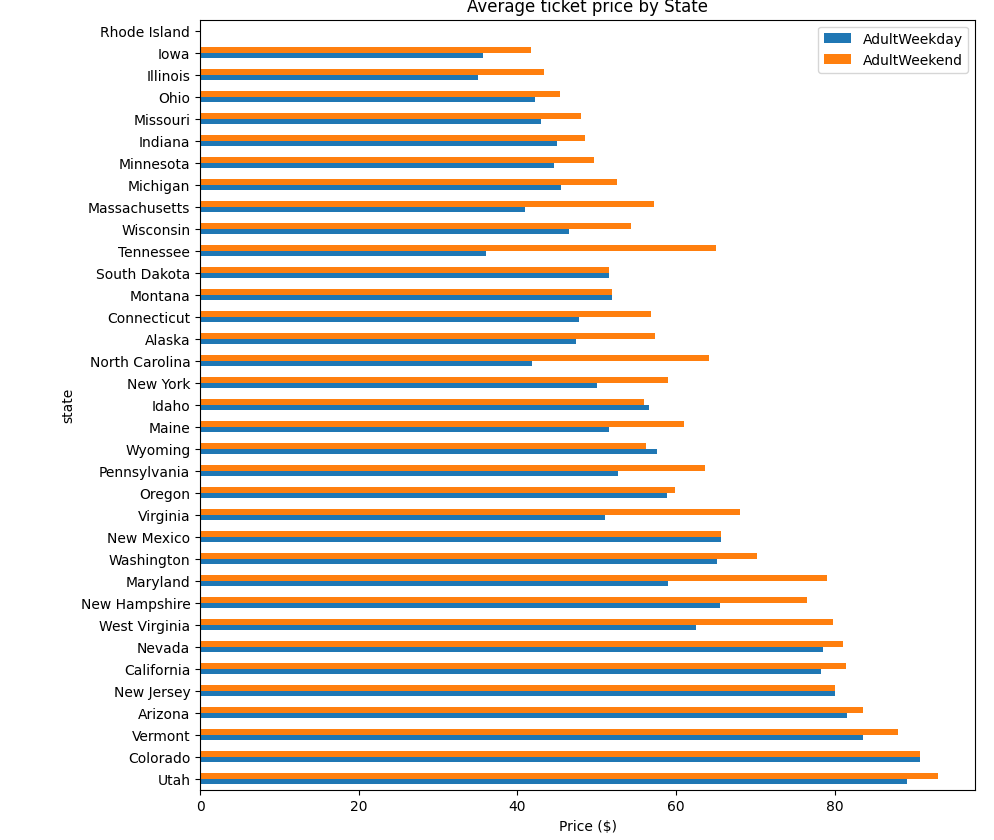 Average ticket price by State
AdultWeekday
AdultWeekend
Rhode Island
Iowa
Illinois
Ohio
Missouri
Indiana
Minnesota
Michigan
Massachusetts
Wisconsin
Tennessee
South Dakota
Montana
Connecticut
Alaska
North Carolina
New York
Idaho
Maine
Wyoming
Pennsylvania
Oregon
Virginia
New Mexico
Washington
Maryland
New Hampshire
West Virginia
Nevada
California
New Jersey
Arizona
Vermont
Colorado
Utah
state
0 20 40 60 80
Price ($)